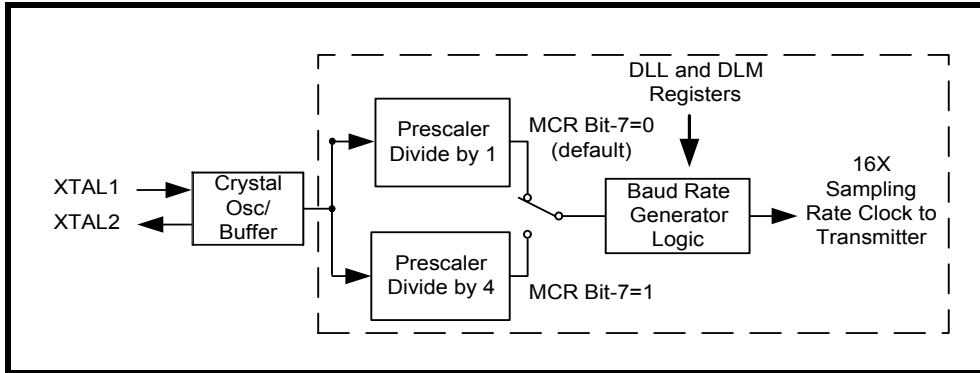 DLL and DLM
Registers
Prescaler
Divide by 1
MCR Bit-7=0
(default)
XTAL1
XTAL2
Crystal
Osc/
Buffer
Baud Rate
Generator
Logic
16X
Sampling
Rate Clock to
Transmitter
Prescaler
Divide by 4
MCR Bit-7=1